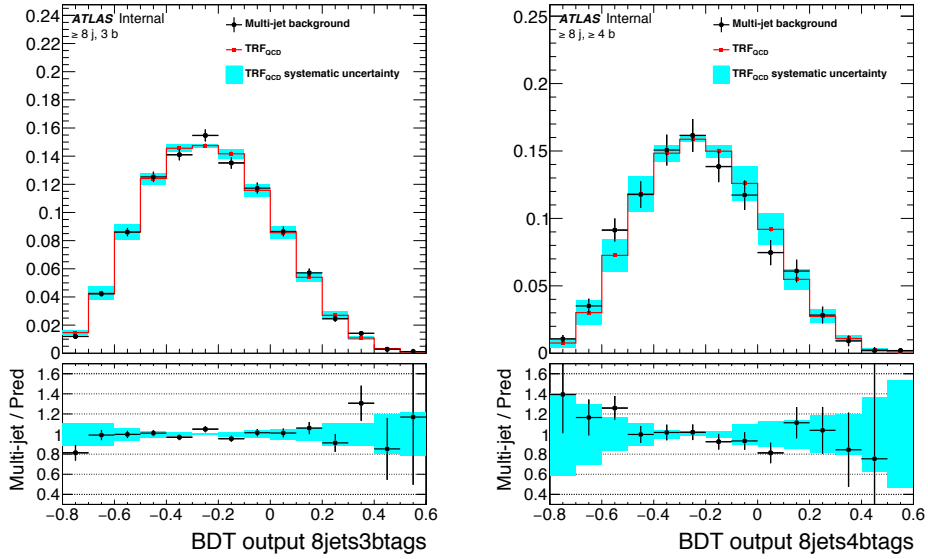 ATLAS Internal
≥ 8 j, 3 b
Multi-jet background
TRF_QCD
TRF_QCD systematic uncertainty
0.24
0.22
0.2
0.18
0.16
0.14
0.12
0.1
0.08
0.06
0.04
0.02
0
Multi-jet / Pred
1.6
1.4
1.2
1
0.8
0.6
0.4
−0.8 −0.6 −0.4 −0.2 0 0.2 0.4 0.6
BDT output 8jets3btags
ATLAS Internal
≥ 8 j, ≥ 4 b
Multi-jet background
TRF_QCD
TRF_QCD systematic uncertainty
0.25
0.2
0.15
0.1
0.05
0
Multi-jet / Pred
1.6
1.4
1.2
1
0.8
0.6
0.4
−0.8 −0.6 −0.4 −0.2 0 0.2 0.4 0.6
BDT output 8jets4btags